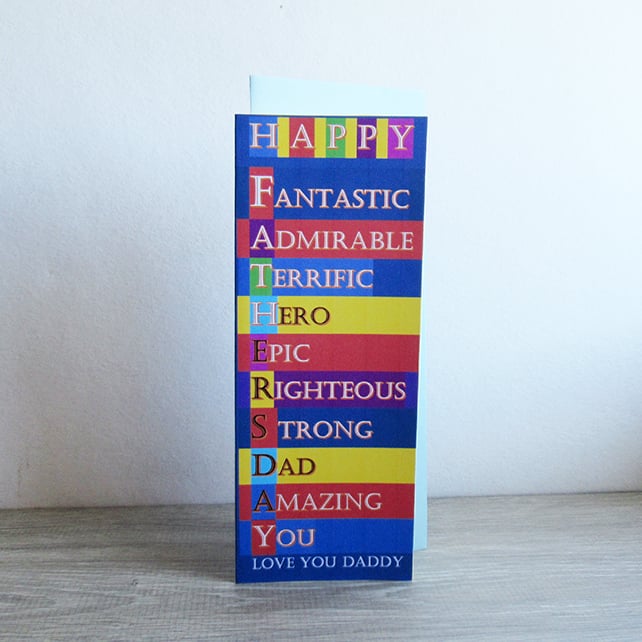 HAPPY
FANTASTIC
ADMIRABLE
TERRIFIC
HERO
EPIC
RIGHTEOUS
STRONG
DAD
AMAZING
YOU
LOVE YOU DADDY